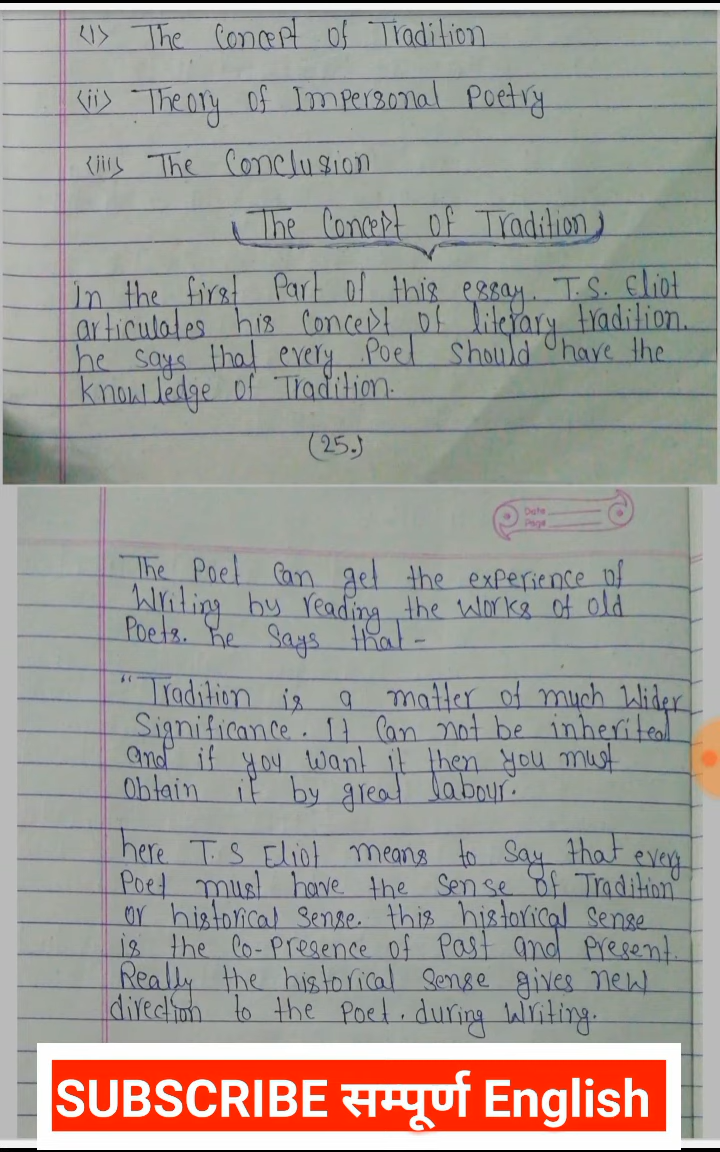 <i> The Concept of Tradition
<ii> Theory of Impersonal Poetry
<iii> The Conclusion
The Concept of Tradition
In the first Part of this essay. T.S. Eliot
articulates his Concept of literary tradition.
he says that every Poet should have the
knowledge of Tradition.
(25.)
Date
Page
The Poet Can get the experience of
Writing by reading the works of old
Poets. he Says that -
“Tradition is a matter of much Wider
Significance. It Can not be inherited
and if you want it then you must
Obtain it by great labour.
here T. S Eliot means to Say that every
Poet must have the Sense of Tradition
or historical Sense. this historical Sense
is the Co-Presence of Past and Present.
Really the historical Sense gives new
direction to the Poet. during Writing.
SUBSCRIBE सम्पूर्ण English